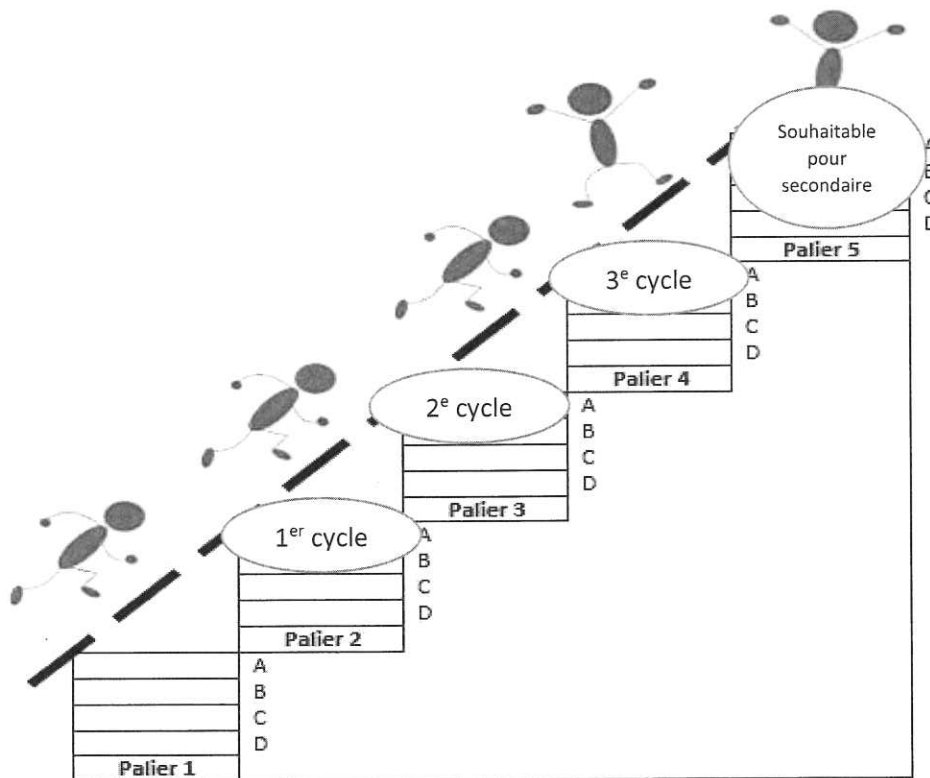 Souhaitable
pour
secondaire
A
B
C
D
Palier 5
3e cycle
A
B
C
D
Palier 4
2e cycle
A
B
C
D
Palier 3
1er cycle
A
B
C
D
Palier 2
A
B
C
D
Palier 1